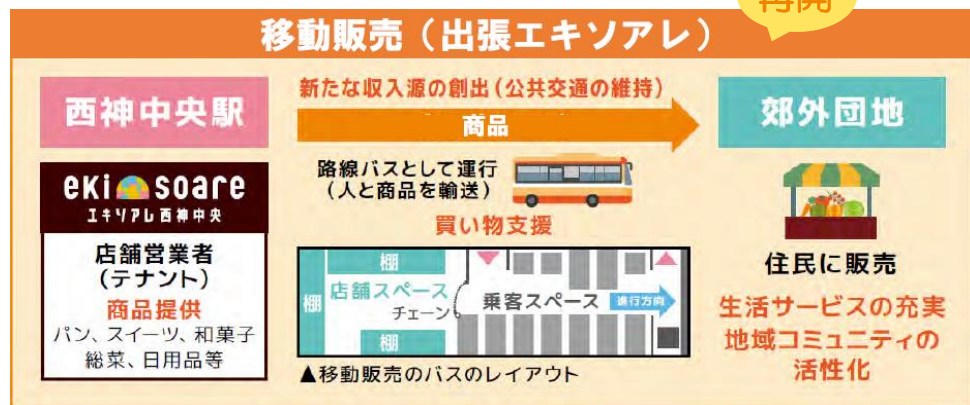 再開
移動販売（出張エキソアレ）
西神中央駅
eki soare
エキソアレ西神中央
店舗営業者
（テナント）
商品提供
パン、スイーツ、和菓子
総菜、日用品等
新たな収入源の創出（公共交通の維持）
商品
路線バスとして運行
（人と商品を輸送）
買い物支援
棚
棚
店舗スペース
チェーン
棚
乗客スペース
進行方向
▲移動販売のバスのレイアウト
郊外団地
住民に販売
生活サービスの充実
地域コミュニティの
活性化